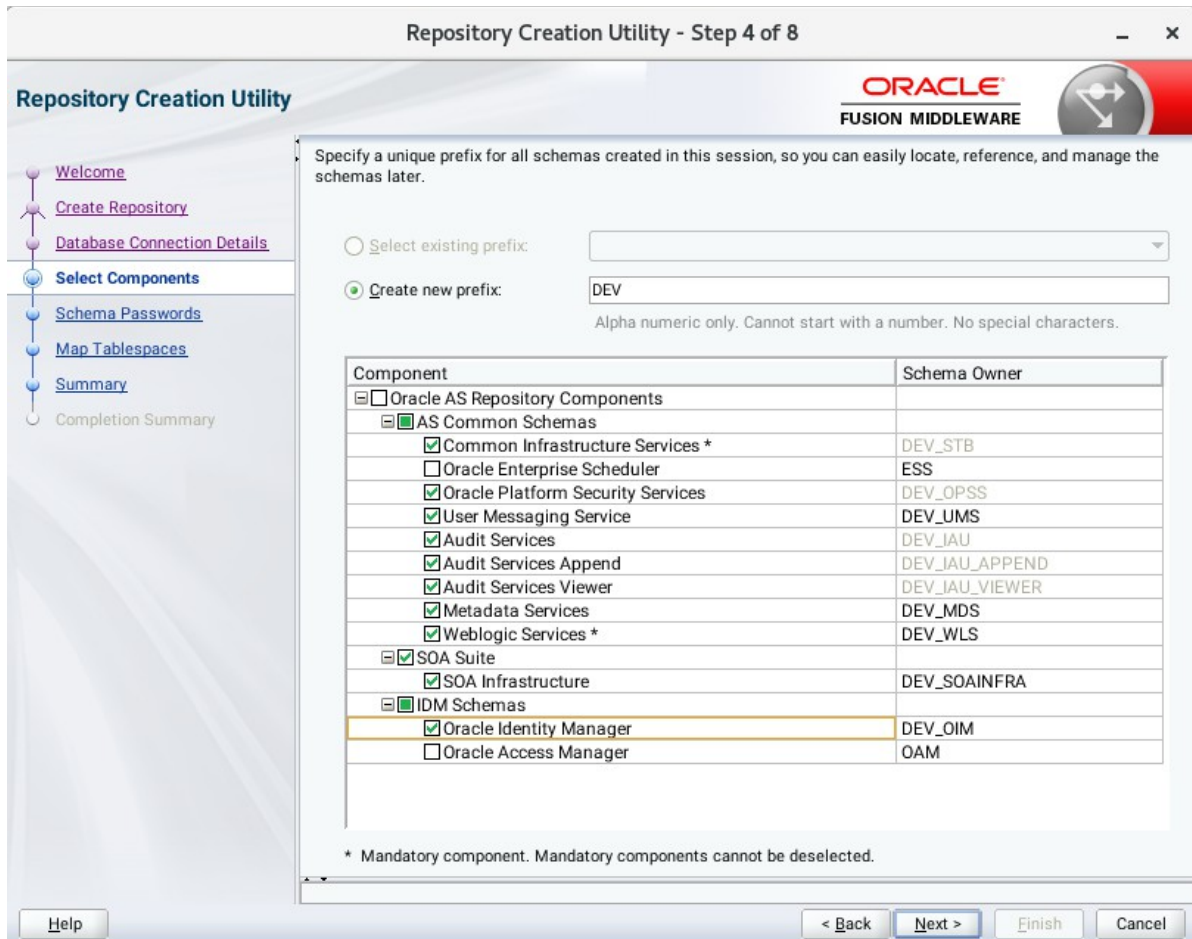 Repository Creation Utility - Step 4 of 8
Repository Creation Utility
ORACLE
FUSION MIDDLEWARE
Welcome
Create Repository
Database Connection Details
Select Components
Schema Passwords
Map Tablespaces
Summary
Completion Summary
Specify a unique prefix for all schemas created in this session, so you can easily locate, reference, and manage the
schemas later.
Select existing prefix:
Create new prefix: DEV
Alpha numeric only. Cannot start with a number. No special characters.
Component Schema Owner
Oracle AS Repository Components
AS Common Schemas
Common Infrastructure Services * DEV_STB
Oracle Enterprise Scheduler ESS
Oracle Platform Security Services DEV_OPSS
User Messaging Service DEV_UMS
Audit Services DEV_IAU
Audit Services Append DEV_IAU_APPEND
Audit Services Viewer DEV_IAU_VIEWER
Metadata Services DEV_MDS
Weblogic Services * DEV_WLS
SOA Suite
SOA Infrastructure DEV_SOAINFRA
IDM Schemas
Oracle Identity Manager DEV_OIM
Oracle Access Manager OAM
* Mandatory component. Mandatory components cannot be deselected.
Help < Back Next > Finish Cancel